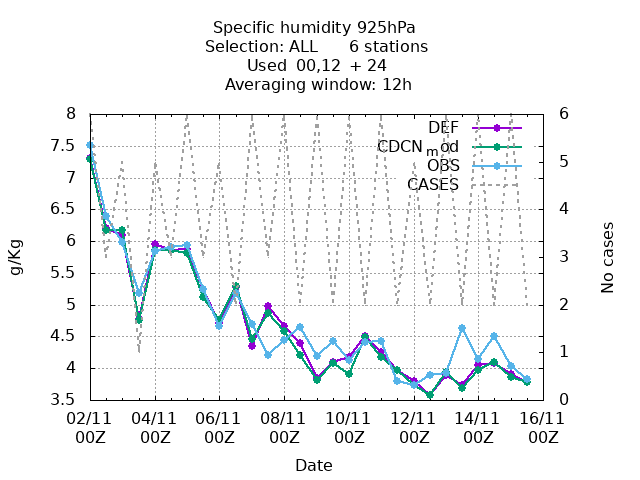 Specific humidity 925hPa
Selection: ALL 6 stations
Used 00,12 + 24
Averaging window: 12h
8 6
DEF
7.5 CDCN_mod
OBS
7 5
CASES
6.5 4
6
5.5 3
5 2
4.5
4 1
3.5 0
g/Kg
No cases
02/11 04/11 06/11 08/11 10/11 12/11 14/11 16/11
00Z 00Z 00Z 00Z 00Z 00Z 00Z 00Z
Date